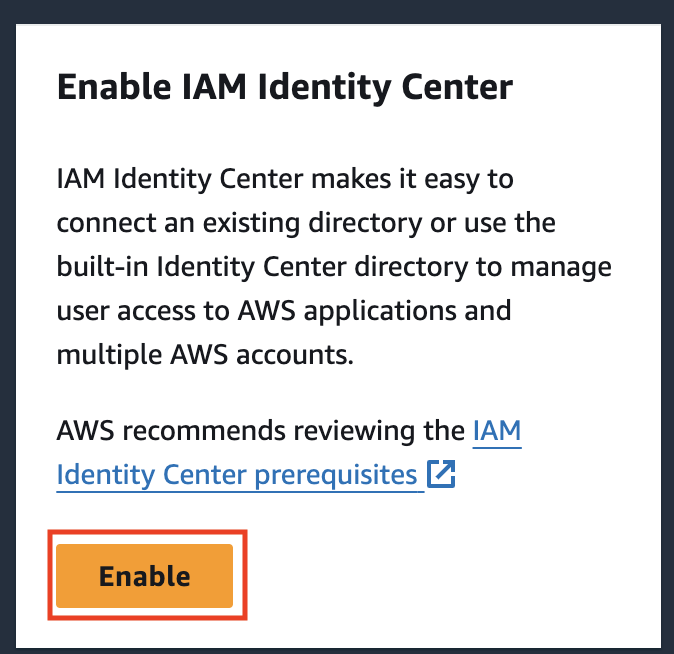 Enable IAM Identity Center
IAM Identity Center makes it easy to
connect an existing directory or use the
built-in Identity Center directory to manage
user access to AWS applications and
multiple AWS accounts.
AWS recommends reviewing the IAM
Identity Center prerequisites
Enable